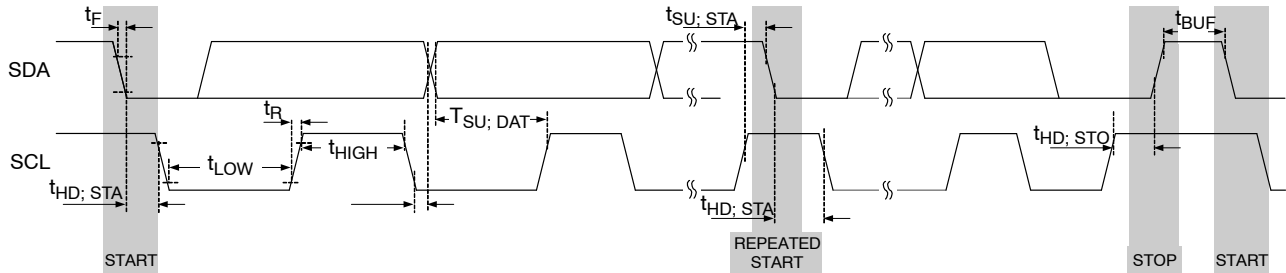 tF
tSU; STA
tBUF
SDA
tR
TSU; DAT
SCL
tLOW
tHIGH
tHD; STO
tHD; STA
tHD; STA
START
REPEATED
START
STOP
START